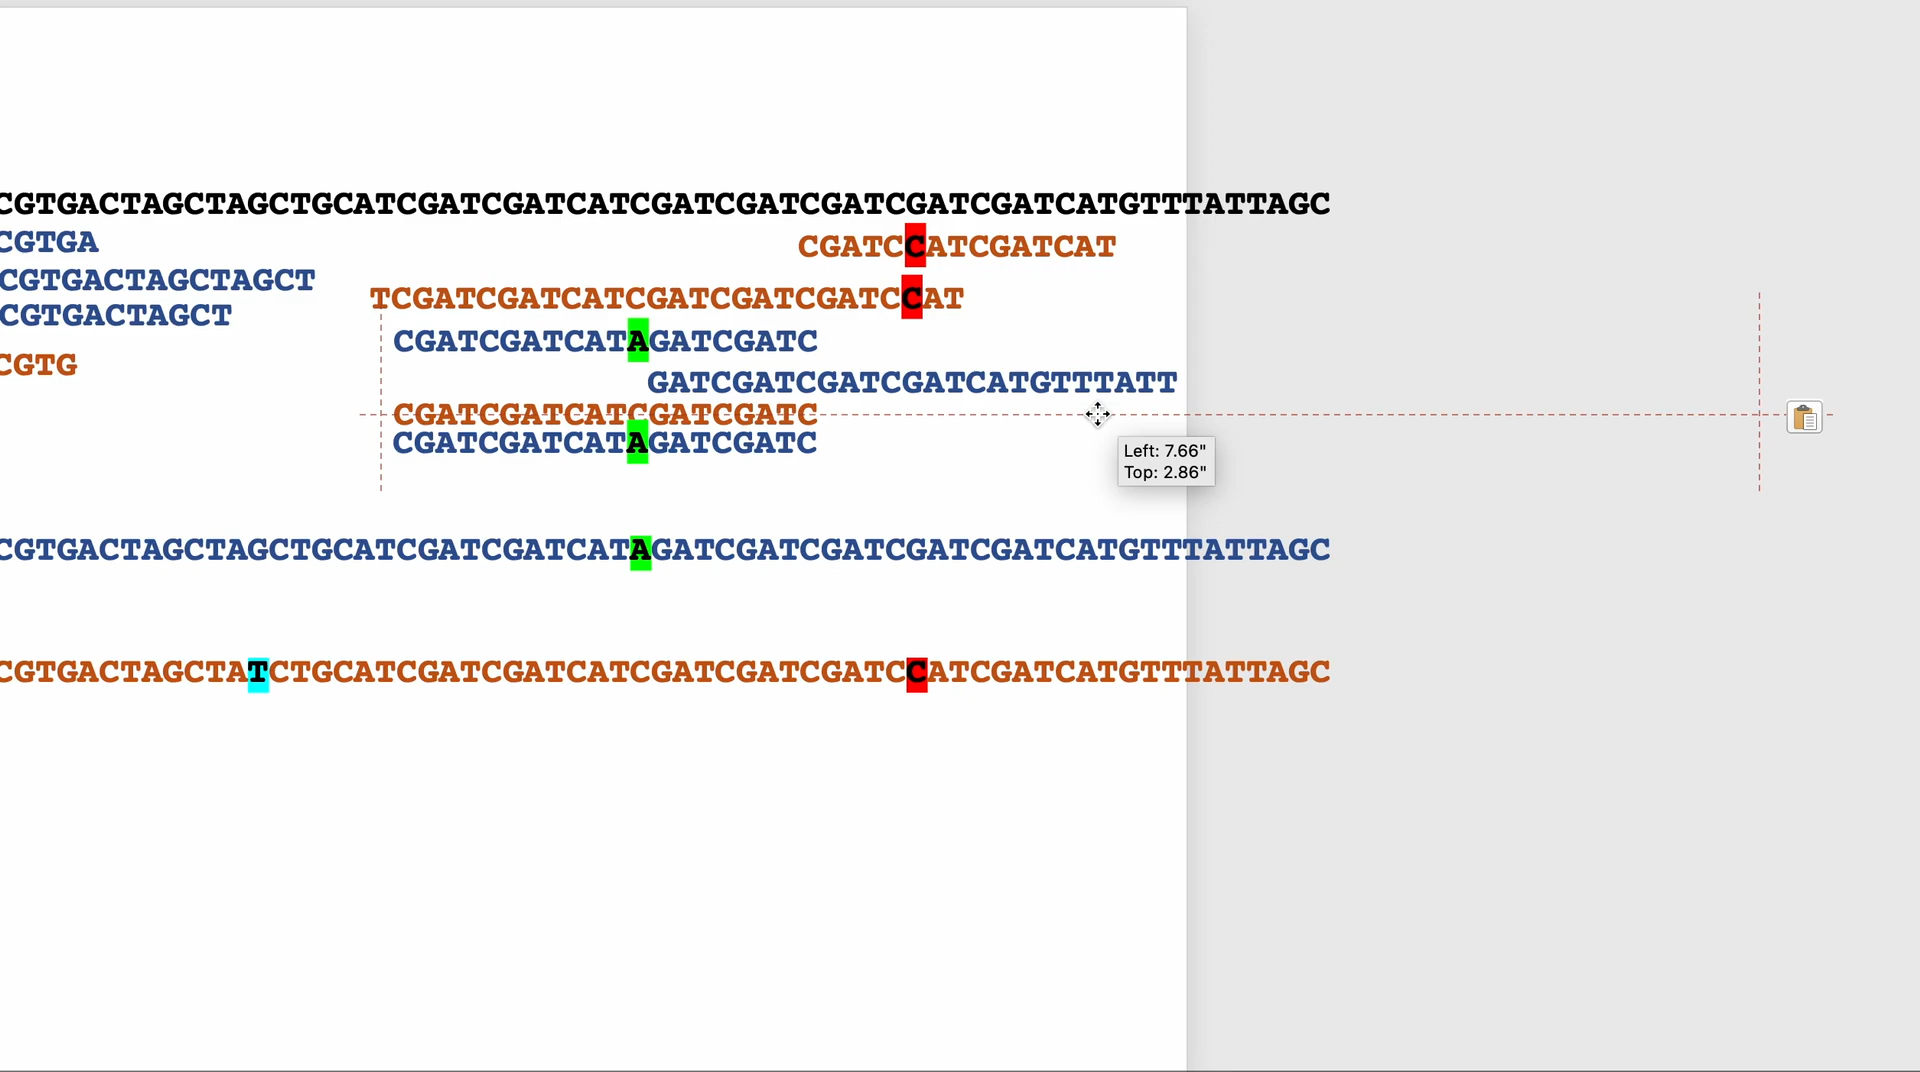 CGTGACTAGCTAGCTGCATCGATCGATCATCGATCGATCGATCGATCGATCATGTTTATTAGC
CGTGA
CGATCCATCGATCAT
CGTGACTAGCTAGCT
TCGATCGATCATCGATCGATCGATCCAT
CGTGACTAGCT
CGATCGATCATAGATCGATC
CGTG
GATCGATCGATCGATCATGTTTATT
CGATCGATCATCGATCGATC
CGATCGATCATAGATCGATC
Left: 7.66"
Top: 2.86"
CGTGACTAGCTAGCTGCATCGATCGATCATAGATCGATCGATCGATCGATCATGTTTATTAGC
CGTGACTAGCTATCTGCATCGATCGATCATCGATCGATCGATCCATCGATCATGTTTATTAGC